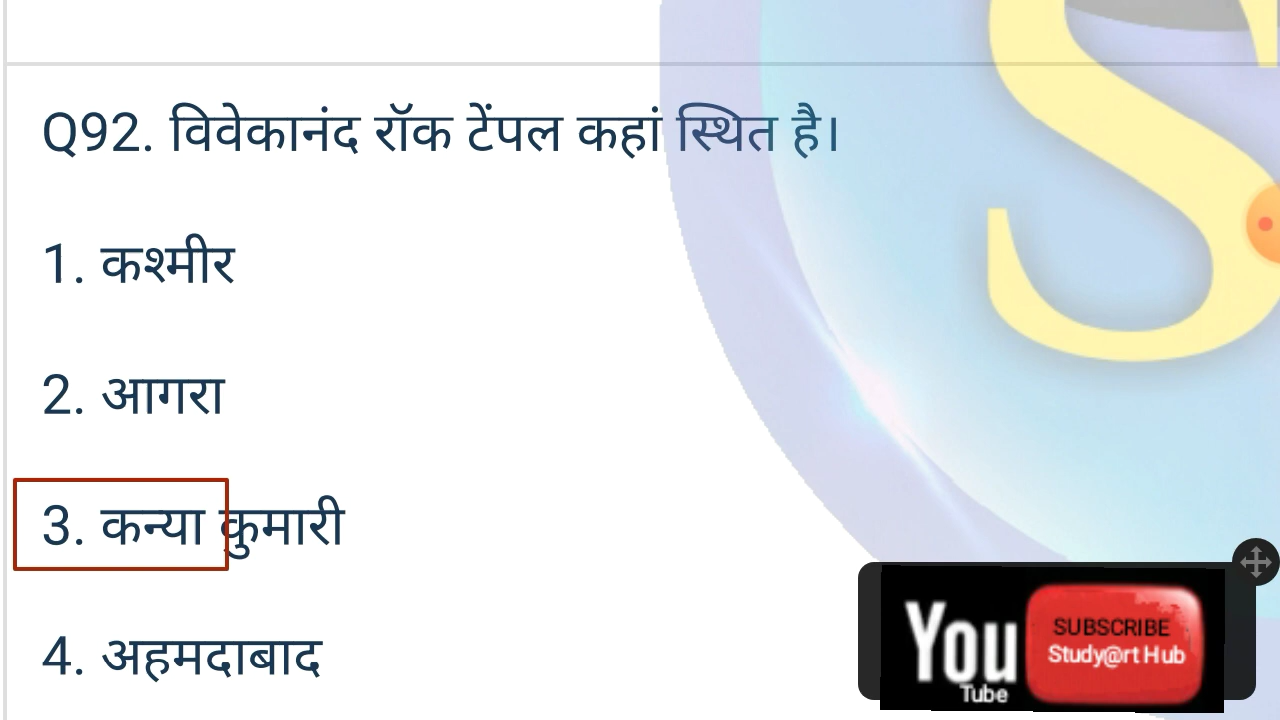 Q92. विवेकानंद रॉक टेंपल कहां स्थित है।
1. कश्मीर
2. आगरा
3. कन्या कुमारी
4. अहमदाबाद
S
You
Tube
SUBSCRIBE
Study@rt Hub